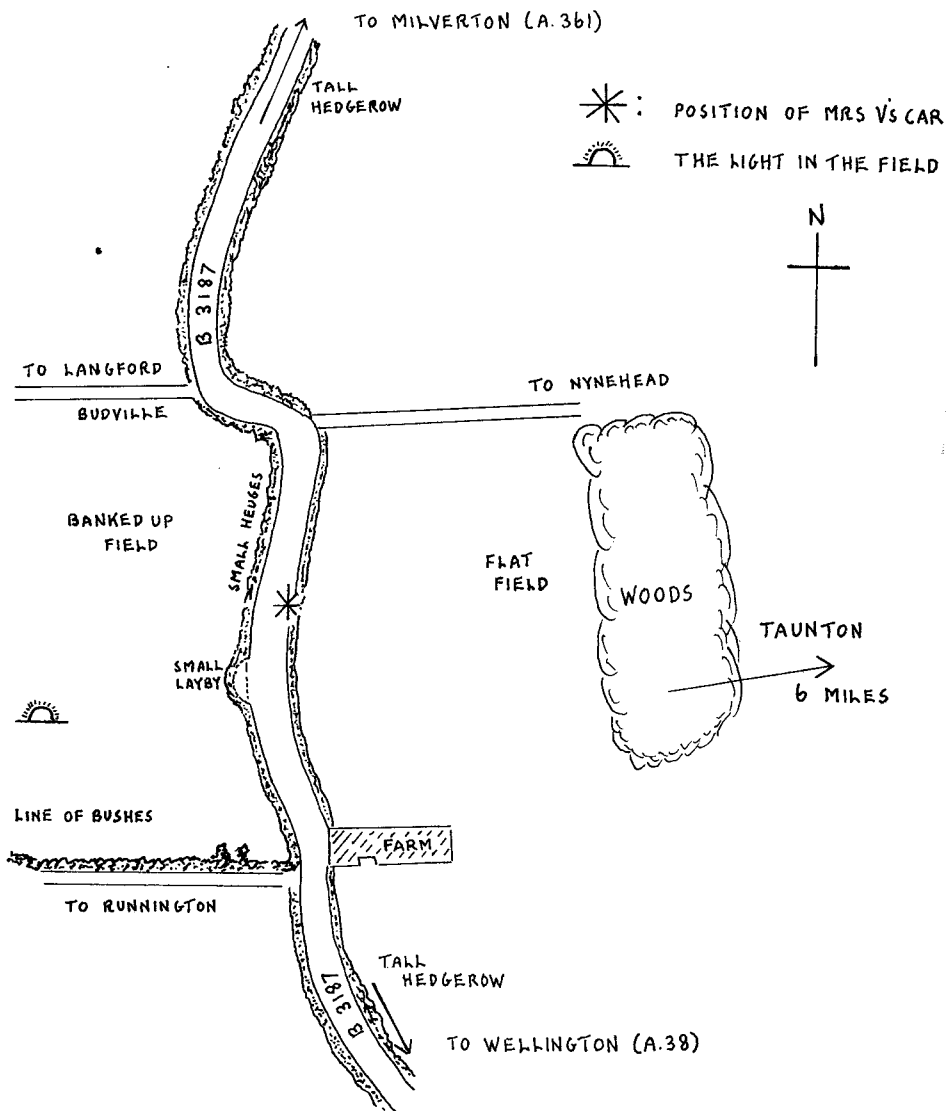 TO MILVERTON (A.361)
TALL
HEDGEROW
: POSITION OF MRS V'S CAR
THE LIGHT IN THE FIELD
N
B 3187
TO LANGFORD
BUDVILLE
TO NYNEHEAD
SMALL HEUGES
BANKED UP
FIELD
FLAT
FIELD
WOODS
TAUNTON
6 MILES
SMALL
LAYBY
LINE OF BUSHES
FARM
TO RUNNINGTON
TALL
HEDGEROW
B 3187
TO WELLINGTON (A.38)